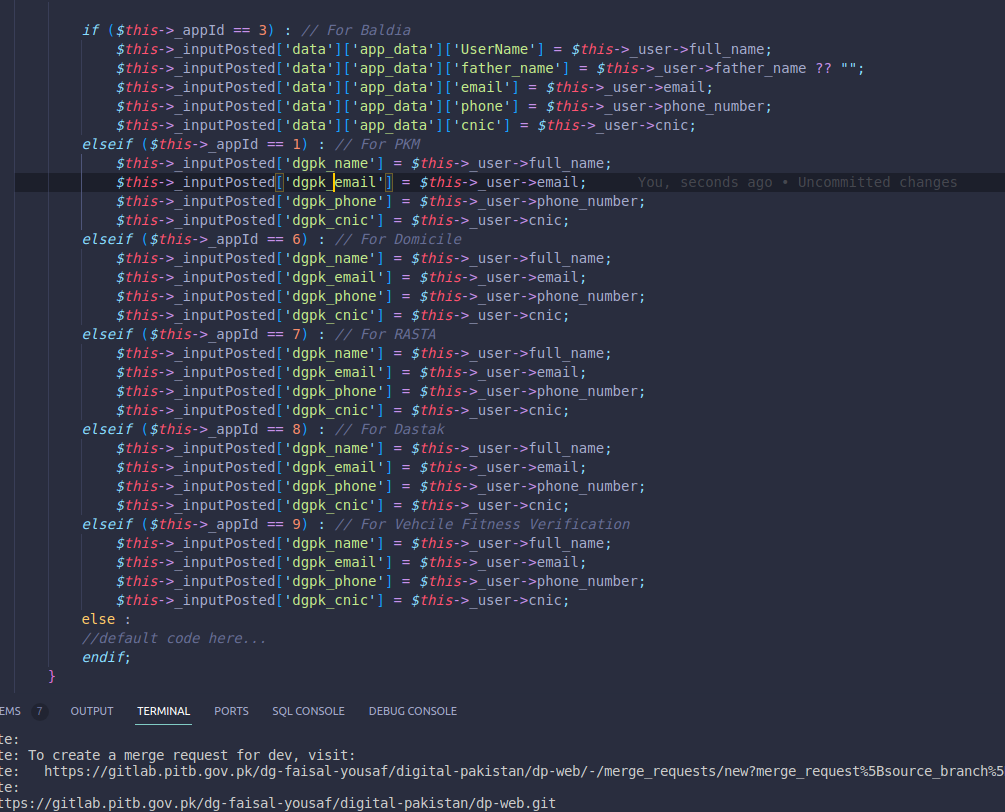 if ($this->_appId == 3) : // For Baldia
$this->_inputPosted['data']['app_data']['UserName'] = $this->_user->full_name;
$this->_inputPosted['data']['app_data']['father_name'] = $this->_user->father_name ?? "";
$this->_inputPosted['data']['app_data']['email'] = $this->_user->email;
$this->_inputPosted['data']['app_data']['phone'] = $this->_user->phone_number;
$this->_inputPosted['data']['app_data']['cnic'] = $this->_user->cnic;
elseif ($this->_appId == 1) : // For PKM
$this->_inputPosted['dgpk_name'] = $this->_user->full_name;
$this->_inputPosted['dgpk_email'] = $this->_user->email; You, seconds ago • Uncommitted changes
$this->_inputPosted['dgpk_phone'] = $this->_user->phone_number;
$this->_inputPosted['dgpk_cnic'] = $this->_user->cnic;
elseif ($this->_appId == 6) : // For Domicile
$this->_inputPosted['dgpk_name'] = $this->_user->full_name;
$this->_inputPosted['dgpk_email'] = $this->_user->email;
$this->_inputPosted['dgpk_phone'] = $this->_user->phone_number;
$this->_inputPosted['dgpk_cnic'] = $this->_user->cnic;
elseif ($this->_appId == 7) : // For RASTA
$this->_inputPosted['dgpk_name'] = $this->_user->full_name;
$this->_inputPosted['dgpk_email'] = $this->_user->email;
$this->_inputPosted['dgpk_phone'] = $this->_user->phone_number;
$this->_inputPosted['dgpk_cnic'] = $this->_user->cnic;
elseif ($this->_appId == 8) : // For Dastak
$this->_inputPosted['dgpk_name'] = $this->_user->full_name;
$this->_inputPosted['dgpk_email'] = $this->_user->email;
$this->_inputPosted['dgpk_phone'] = $this->_user->phone_number;
$this->_inputPosted['dgpk_cnic'] = $this->_user->cnic;
elseif ($this->_appId == 9) : // For Vehcile Fitness Verification
$this->_inputPosted['dgpk_name'] = $this->_user->full_name;
$this->_inputPosted['dgpk_email'] = $this->_user->email;
$this->_inputPosted['dgpk_phone'] = $this->_user->phone_number;
$this->_inputPosted['dgpk_cnic'] = $this->_user->cnic;
else :
//default code here...
endif;
}
EMS 7 OUTPUT TERMINAL PORTS SQL CONSOLE DEBUG CONSOLE
te:
te: To create a merge request for dev, visit:
te: https://gitlab.pitb.gov.pk/dg-faisal-yousaf/digital-pakistan/dp-web/-/merge_requests/new?merge_request%5Bsource_branch%5
te:
ttps://gitlab.pitb.gov.pk/dg-faisal-yousaf/digital-pakistan/dp-web.git